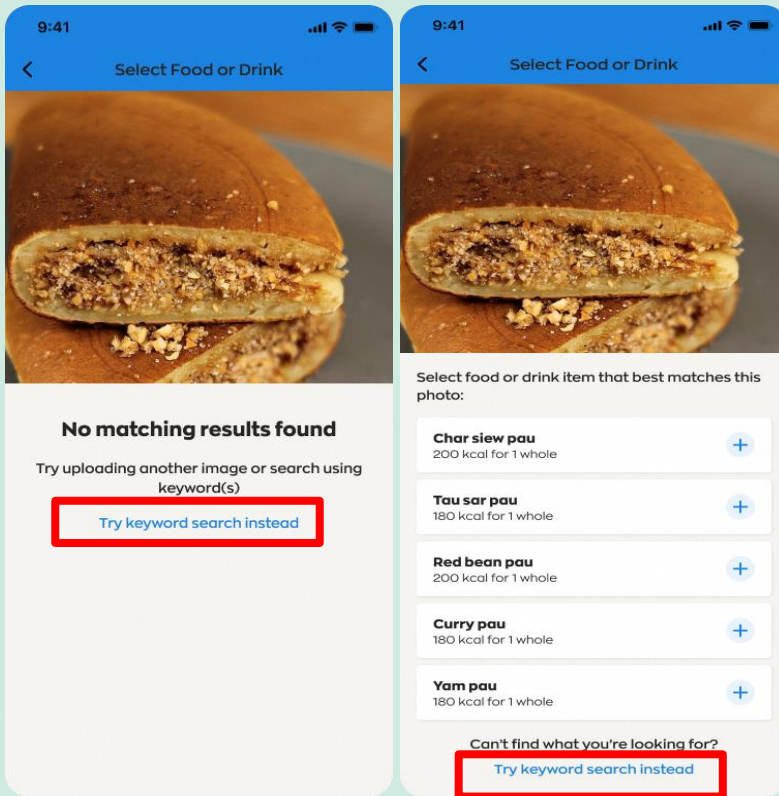 9:41
Select Food or Drink
No matching results found
Try uploading another image or search using
keyword(s)
Try keyword search instead
9:41
Select Food or Drink
Select food or drink item that best matches this
photo:
Char siew pau
200 kcal for 1 whole
Tau sar pau
180 kcal for 1 whole
Red bean pau
200 kcal for 1 whole
Curry pau
180 kcal for 1 whole
Yam pau
180 kcal for 1 whole
Can't find what you're looking for?
Try keyword search instead